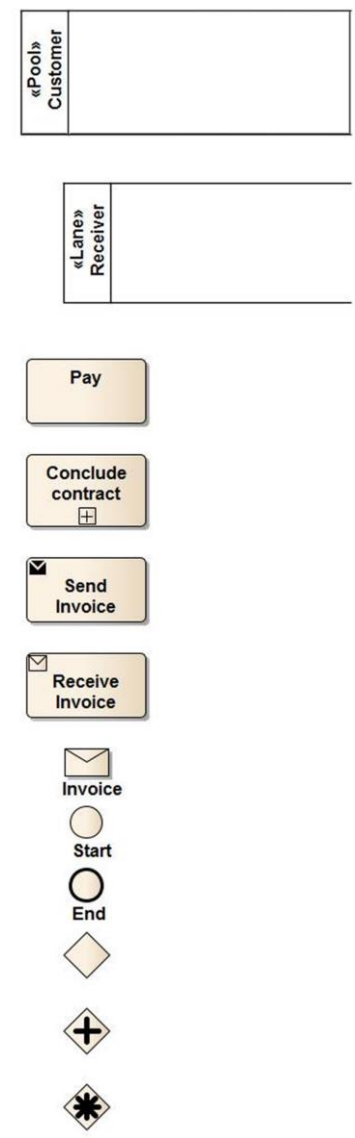 «Pool»
Customer
«Lane»
Receiver
Pay
Conclude
contract
Send
Invoice
Receive
Invoice
Invoice
Start
End